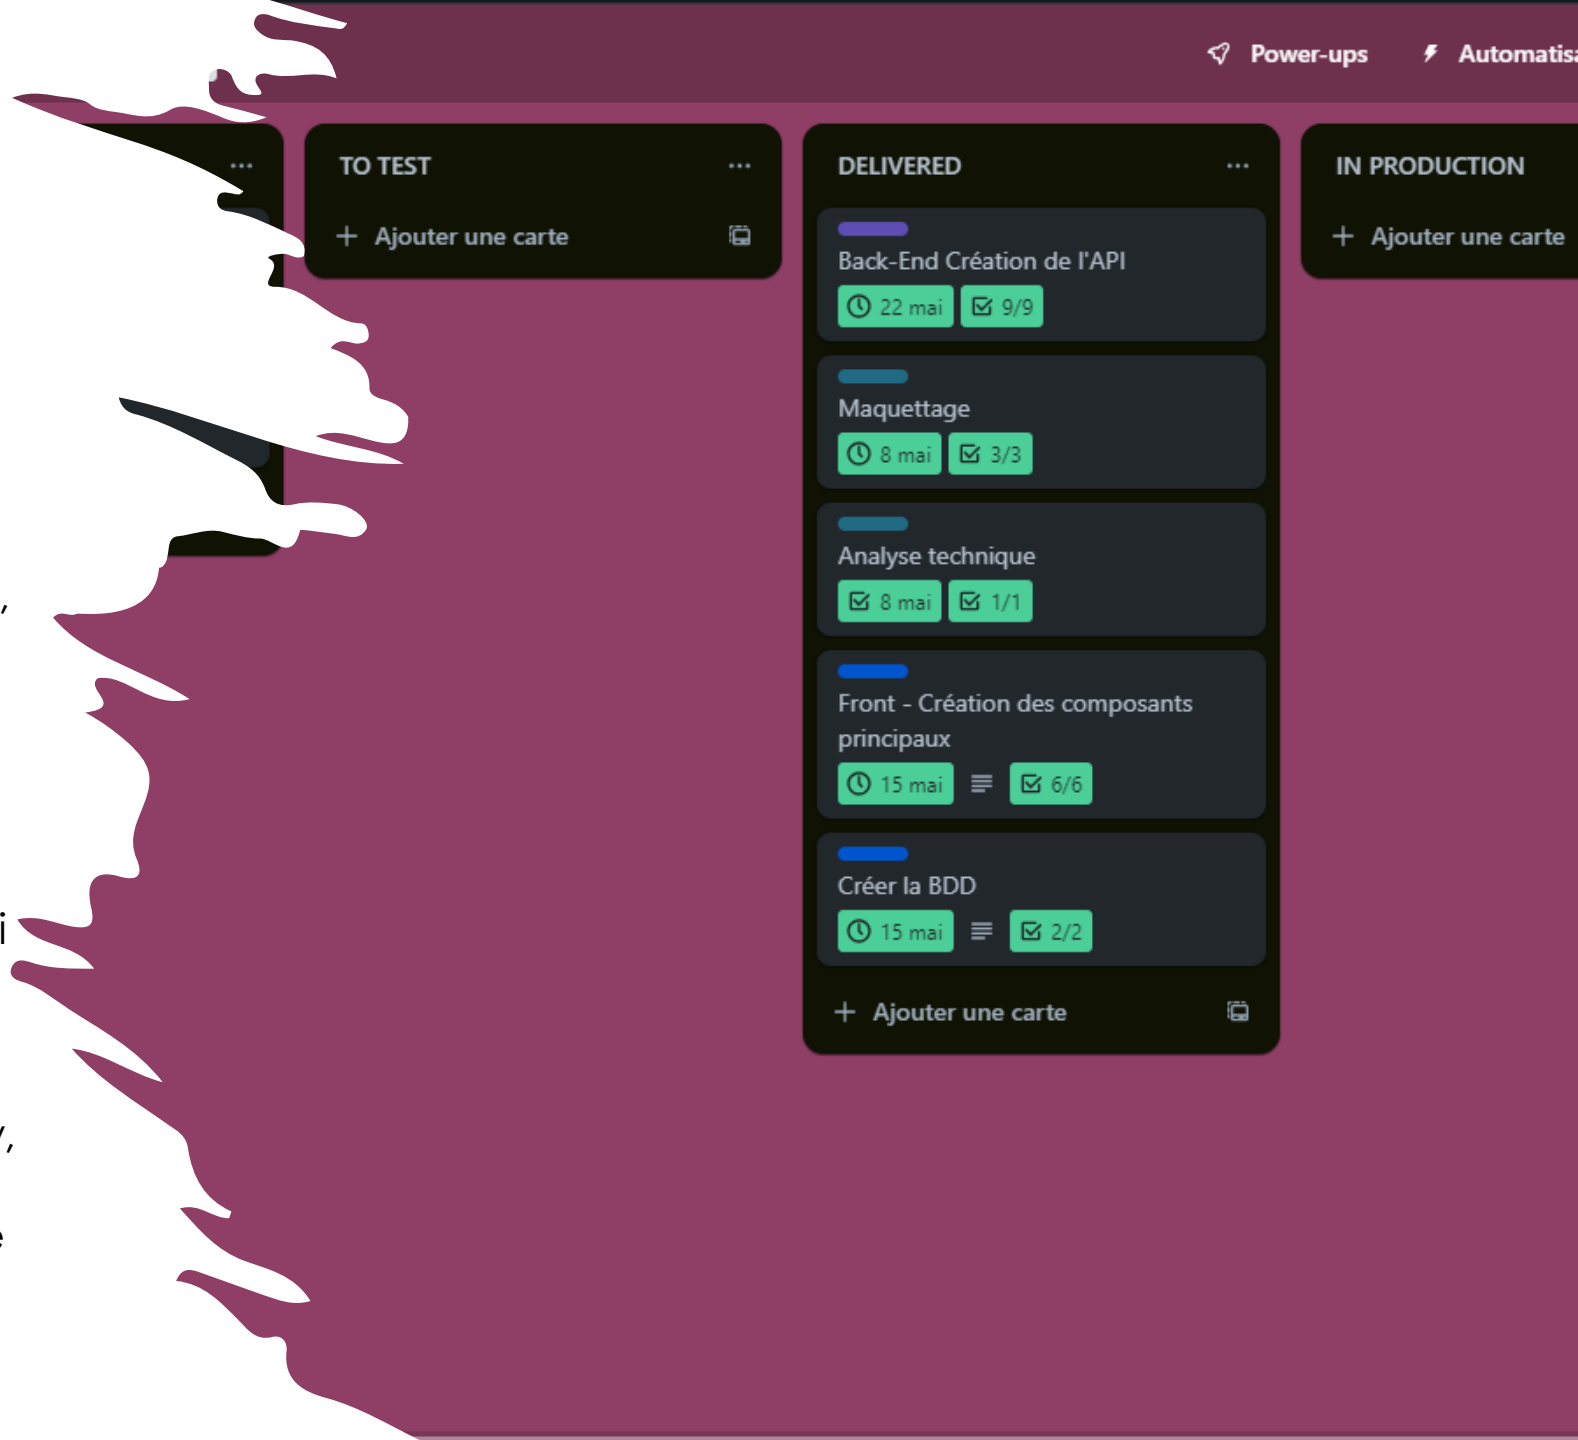 Power-ups
TO TEST
Ajouter une carte
DELIVERED
Back-End Création de l'API
22 mai 9/9
Maquettage
8 mai 3/3
Analyse technique
8 mai 1/1
Front - Création des composants
principaux
15 mai 6/6
Créer la BDD
15 mai 2/2
Ajouter une carte
IN PRODUCTION
Ajouter une carte